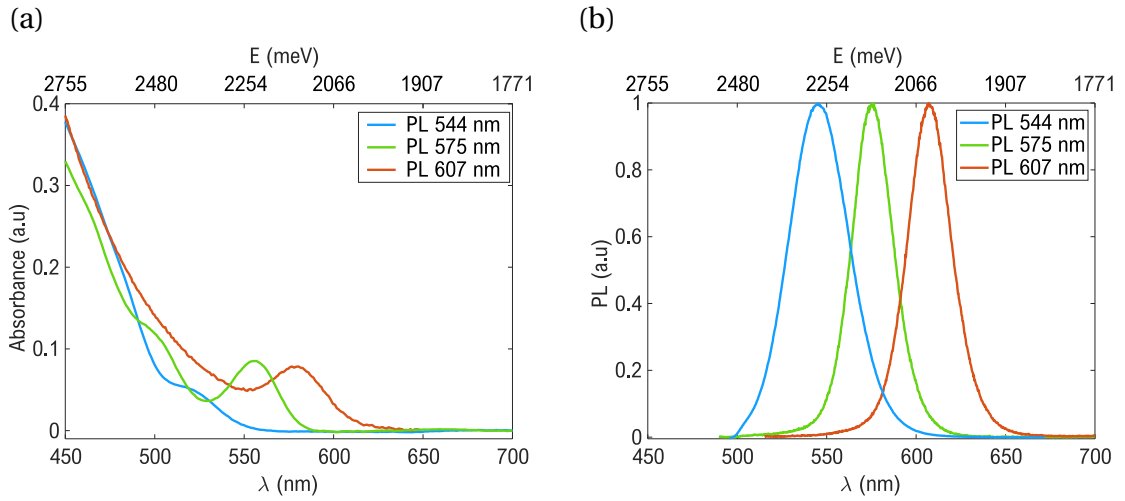 (a)
E (meV)
2755 2480 2254 2066 1907 1771
0.4
0.3
0.2
0.1
0
Absorbance (a.u)
PL 544 nm
PL 575 nm
PL 607 nm
450 500 550 600 650 700
λ (nm)
(b)
E (meV)
2755 2480 2254 2066 1907 1771
1
0.8
0.6
0.4
0.2
0
PL (a.u)
PL 544 nm
PL 575 nm
PL 607 nm
450 500 550 600 650 700
λ (nm)